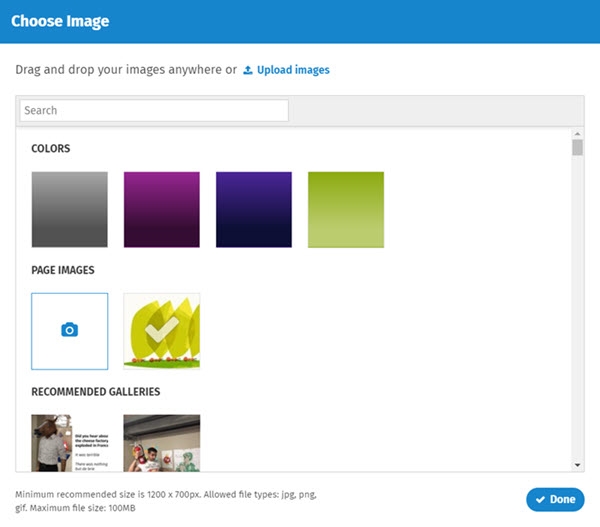 Choose Image
Drag and drop your images anywhere or Upload images
Search
COLORS
PAGE IMAGES
RECOMMENDED GALLERIES
Did you hear about
the cheese factory
exploded in France
It was terrible
There was nothing
but de-brie
Minimum recommended size is 1200 x 700px. Allowed file types: jpg, png,
gif. Maximum file size: 100MB
Done